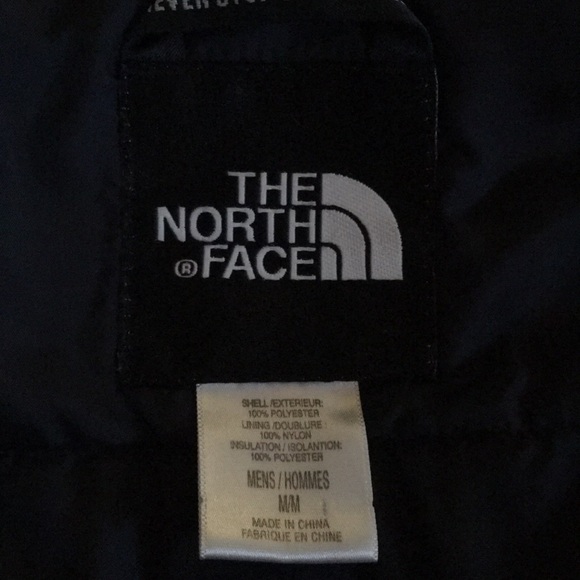 THE
NORTH
® FACE
SHELL/EXTERIEUR:
100% POLYESTER
LINING/DOUBLURE:
100% NYLON
INSULATION/ISOLANTION:
100% POLYESTER
MENS/HOMMES
M/M
MADE IN CHINA
FABRIQUE EN CHINE